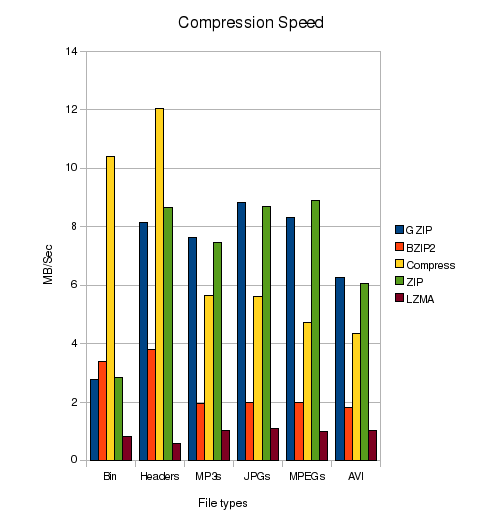 Compression Speed
14
12
10
8
6
4
2
0
MB/Sec
Bin Headers MP3s JPGs MPEGs AVI
File types
GZIP
BZIP2
Compress
ZIP
LZMA